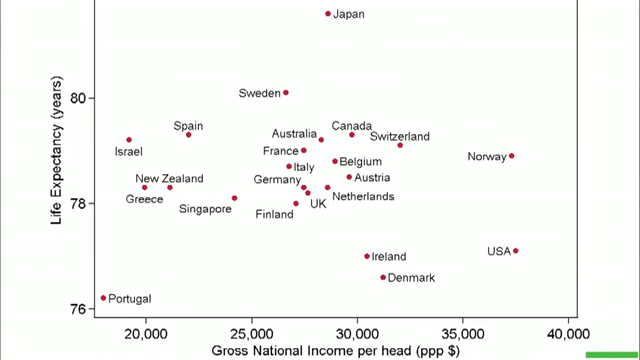 Japan
Life Expectancy (years)
80
78
76
Sweden
Spain
Australia
Canada
Switzerland
Israel
France
Belgium
Norway
Italy
New Zealand
Germany
Austria
Greece
Singapore
UK
Netherlands
Finland
Ireland
USA
Denmark
Portugal
20,000 25,000 30,000 35,000 40,000
Gross National Income per head (ppp $)